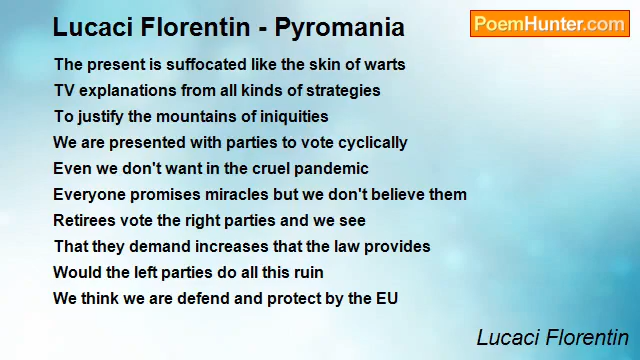 Lucaci Florentin - Pyromania
PoemHunter.com
The present is suffocated like the skin of warts
TV explanations from all kinds of strategies
To justify the mountains of iniquities
We are presented with parties to vote cyclically
Even we don't want in the cruel pandemic
Everyone promises miracles but we don't believe them
Retirees vote the right parties and we see
That they demand increases that the law provides
Would the left parties do all this ruin
We think we are defend and protect by the EU
Lucaci Florentin